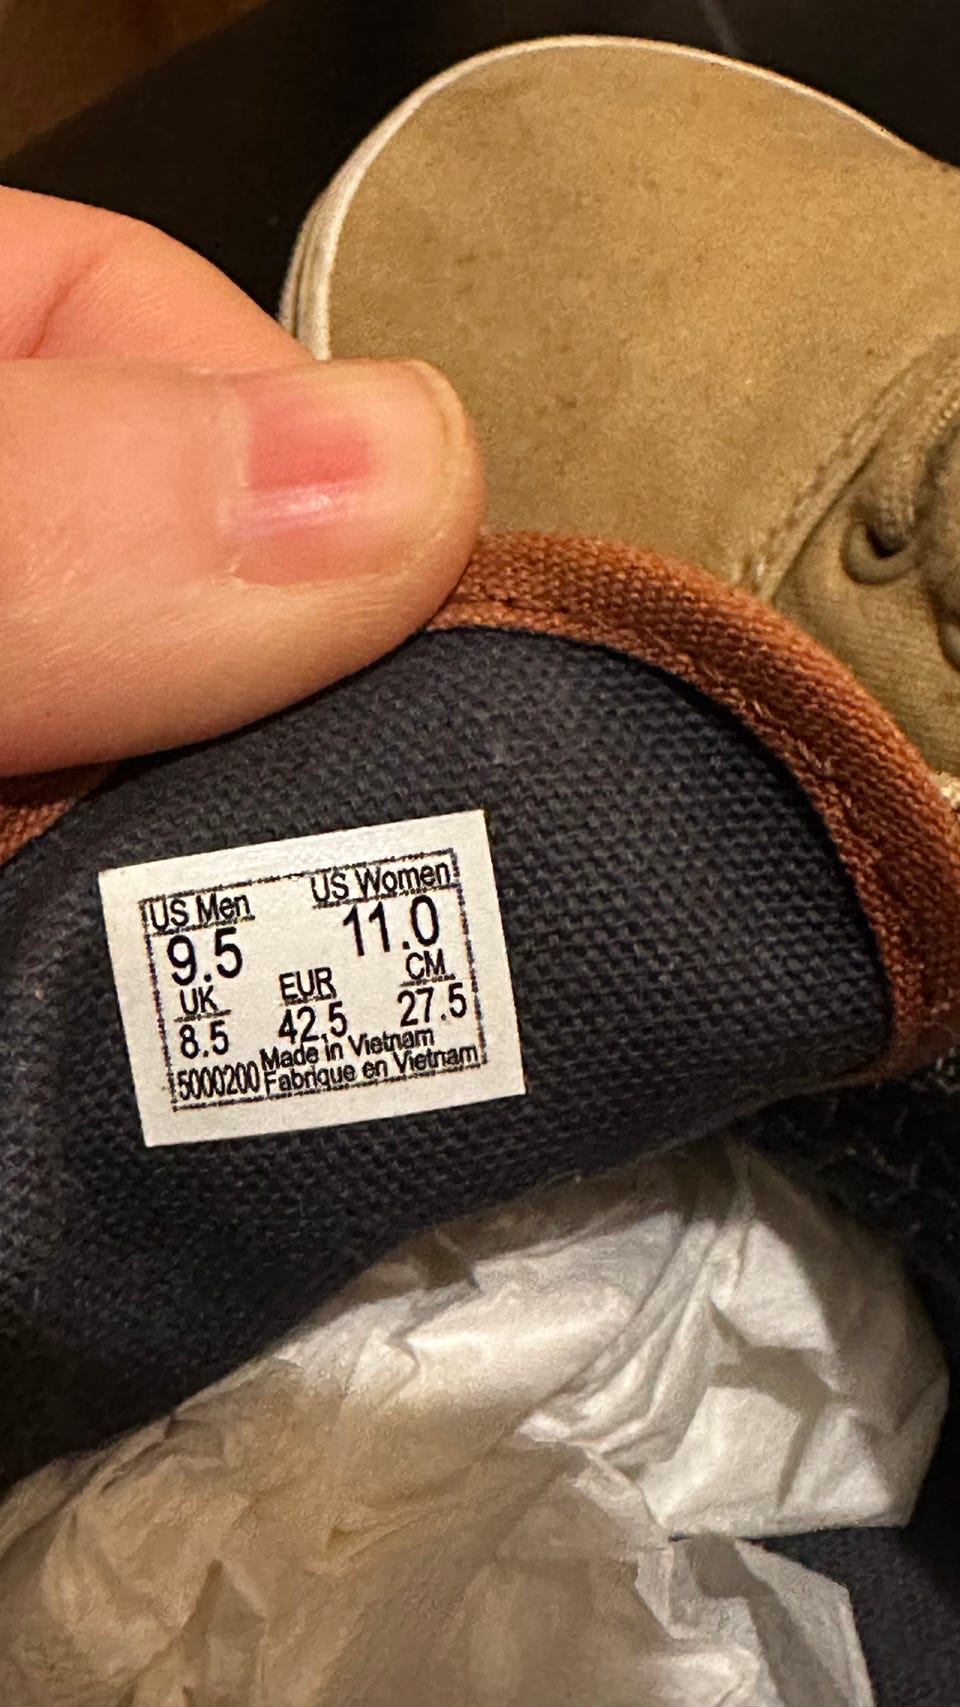 US Men US Women
9.5 11.0
UK EUR CM
8.5 42.5 27.5
Made in Vietnam
5000200 Fabrique en Vietnam